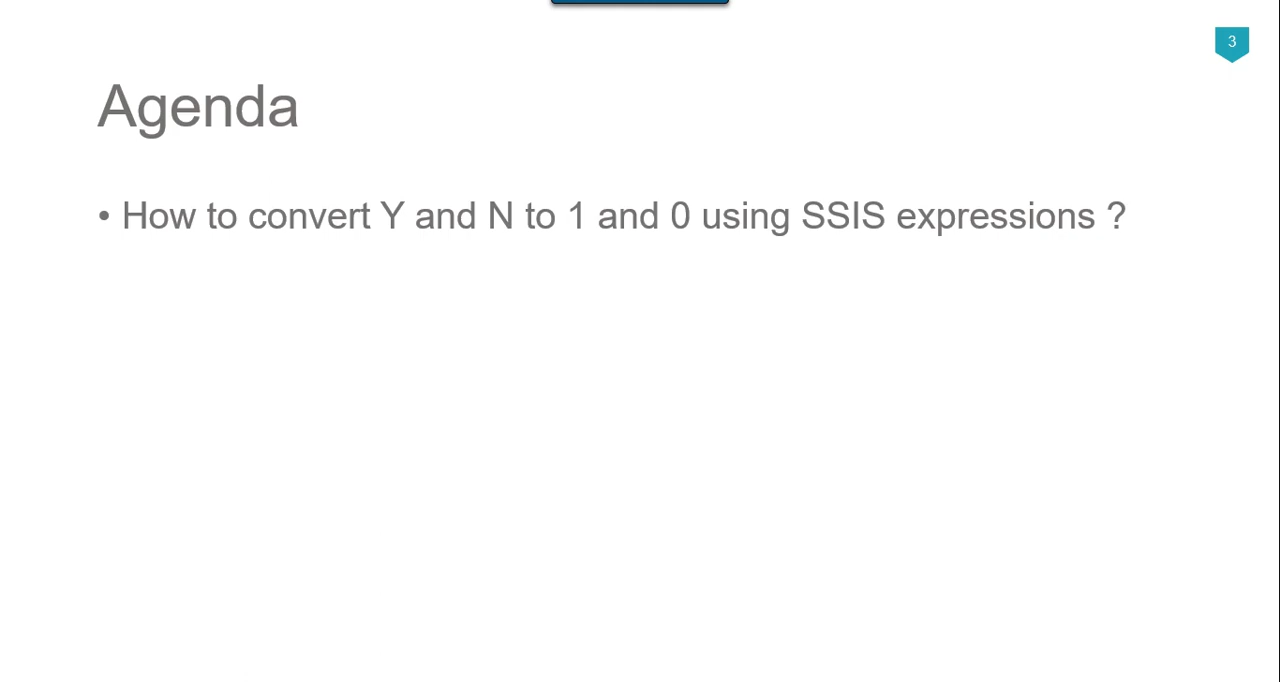 3
Agenda
• How to convert Y and N to 1 and 0 using SSIS expressions ?